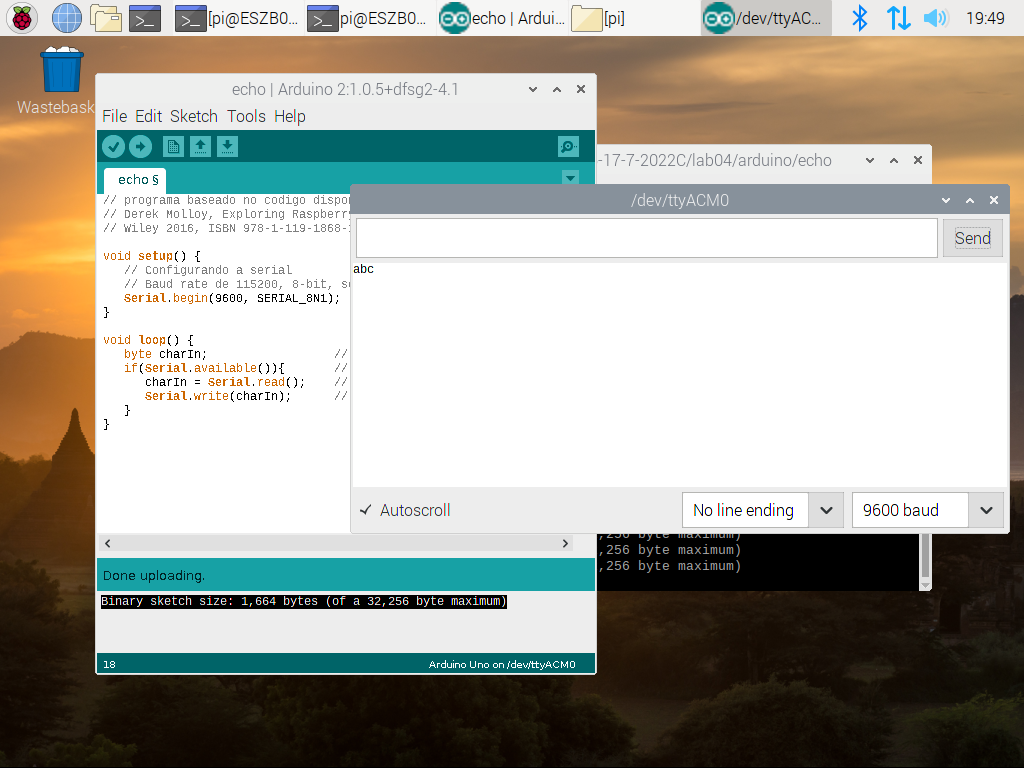 [pi@ESZB0...
pi@ESZB0...
echo | Ardui...
[pi]
/dev/ttyAC...
19:49
Wastebask
echo | Arduino 2:1.0.5+dfsg2-4.1
File Edit Sketch Tools Help
-17-7-2022C/lab04/arduino/echo
echo §
/dev/ttyACM0
// programa baseado no codigo dispon
// Derek Molloy, Exploring Raspberry
// Wiley 2016, ISBN 978-1-119-1868-1
void setup() {
// Configurando a serial
// Baud rate de 115200, 8-bit, se
Serial.begin(9600, SERIAL_8N1);
}
void loop() {
byte charIn; //
if(Serial.available()){ //
charIn = Serial.read(); //
Serial.write(charIn); //
}
}
Send
abc
Autoscroll
No line ending
9600 baud
,256 byte maximum)
,256 byte maximum)
,256 byte maximum)
Done uploading.
Binary sketch size: 1,664 bytes (of a 32,256 byte maximum)
18
Arduino Uno on /dev/ttyACM0